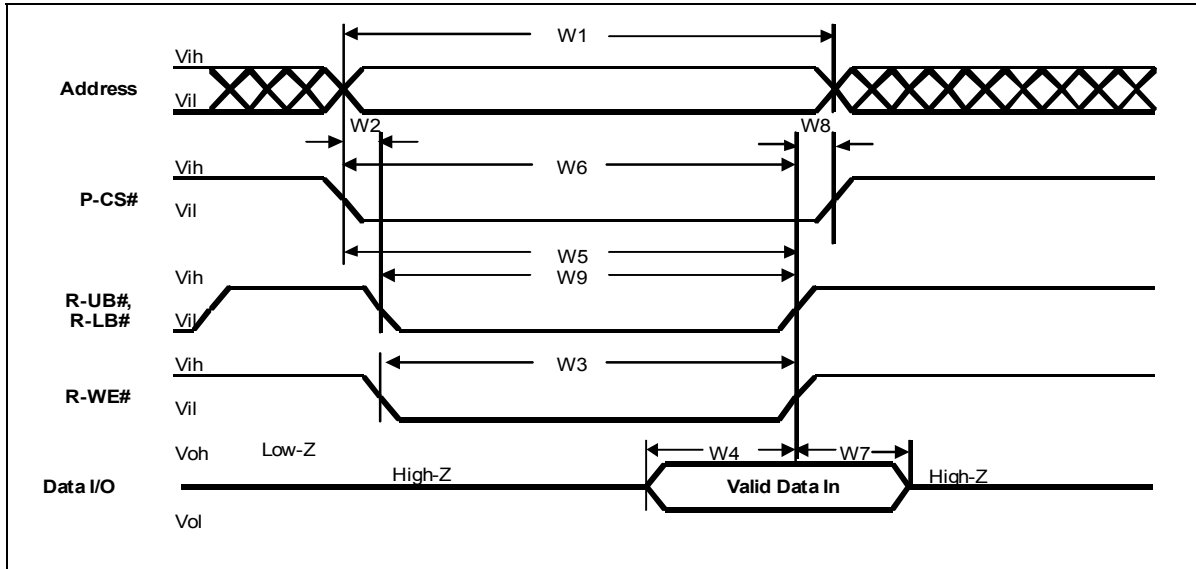 W1
Vih
Address
Vil
W2
W8
Vih
W6
P-CS#
Vil
W5
Vih
W9
R-UB#,
R-LB#
Vil
Vih
W3
R-WE#
Vil
Voh
Low-Z
W4
W7
High-Z
High-Z
Data I/O
Valid Data In
Vol